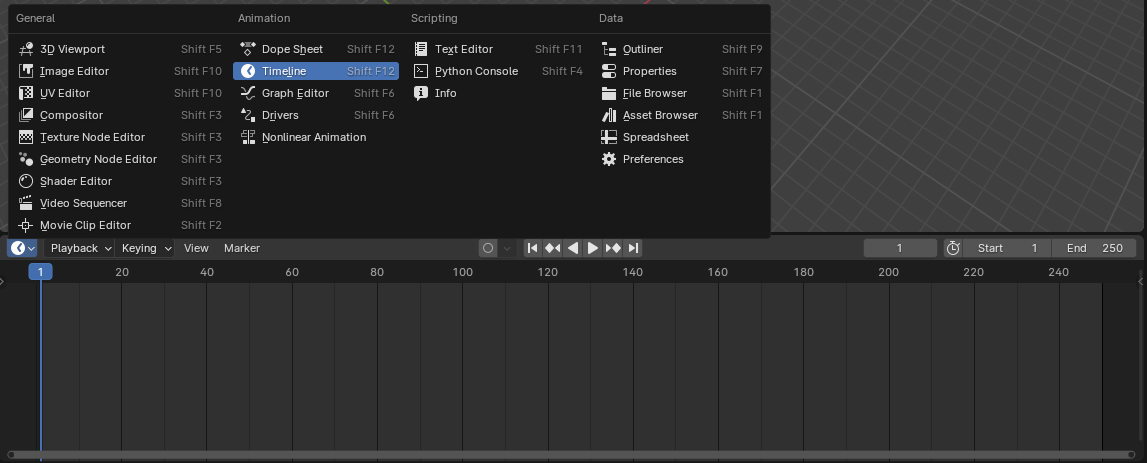 General Animation Scripting Data
3D Viewport Shift F5 Dope Sheet Shift F12 Text Editor Shift F11 Outliner Shift F9
Image Editor Shift F10 Timeline Shift F12 Python Console Shift F4 Properties Shift F7
UV Editor Shift F10 Graph Editor Shift F6 Info File Browser Shift F1
Compositor Shift F3 Drivers Shift F6 Asset Browser Shift F1
Texture Node Editor Shift F3 Nonlinear Animation Spreadsheet
Geometry Node Editor Shift F3 Preferences
Shader Editor Shift F3
Video Sequencer Shift F8
Movie Clip Editor Shift F2
Playback Keying View Marker 1 Start 1 End 250
1 20 40 60 80 100 120 140 160 180 200 220 240